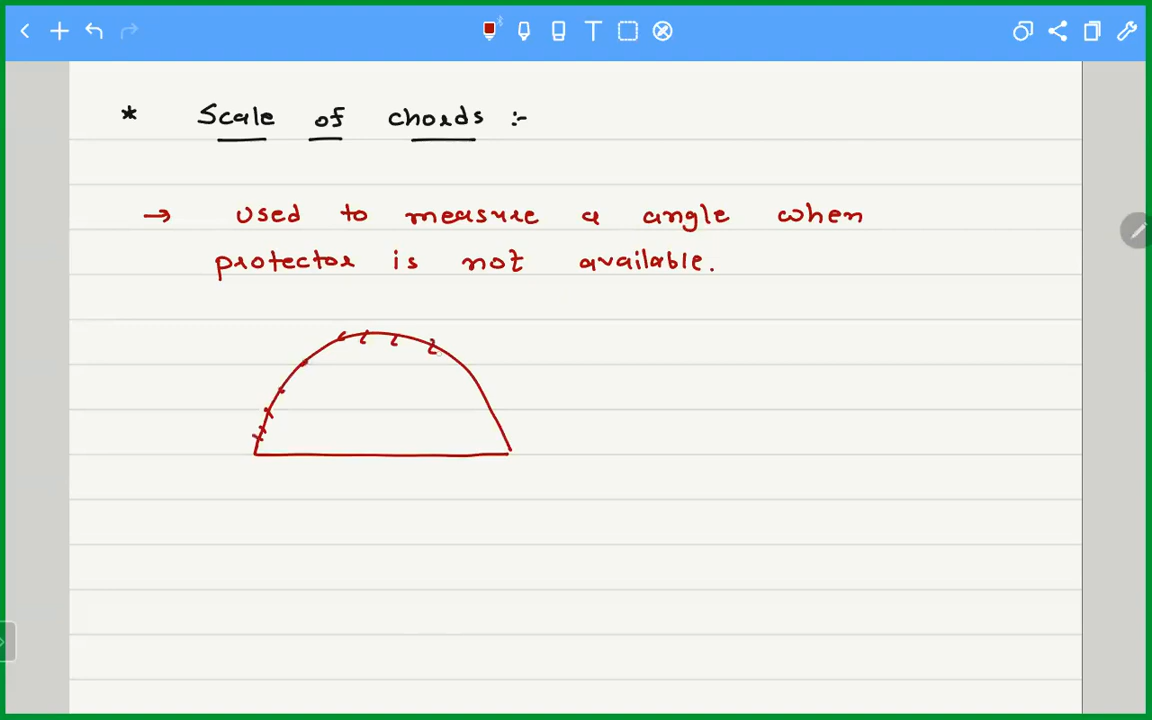 * Scale of chords :-
→ used to measure a angle when
protector is not available.